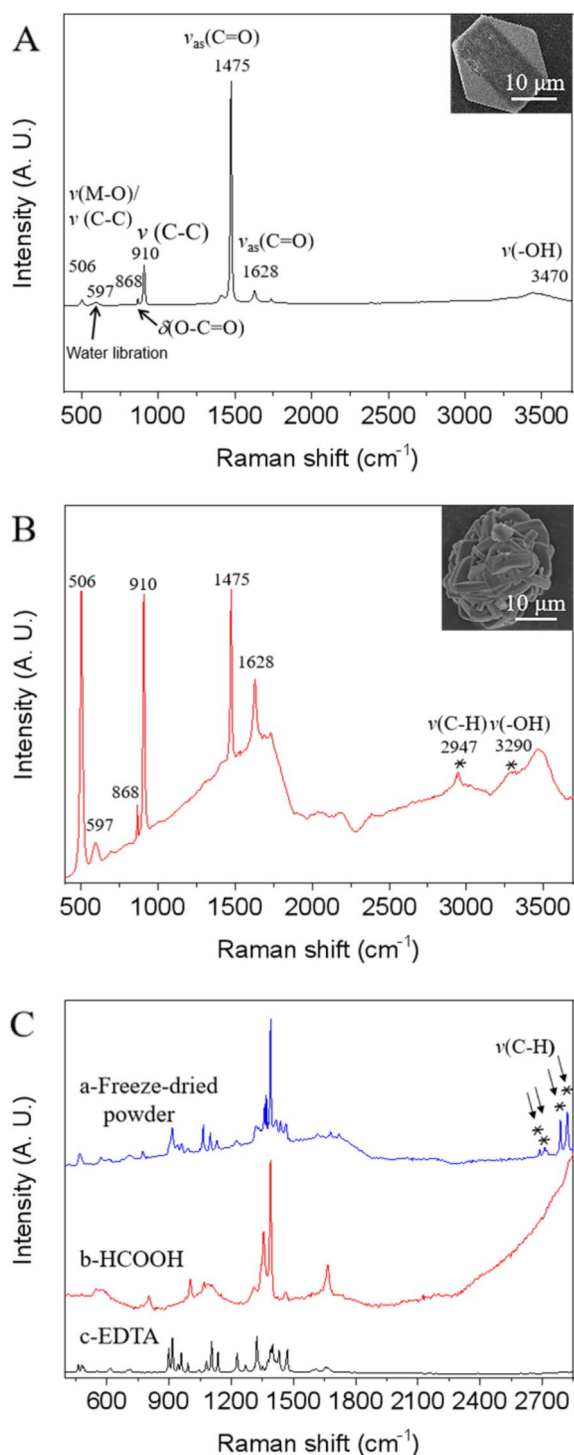 A
Intensity (A. U.)
ν(M-O)/
ν (C-C)
506
597
Water libration
868
δ(O-C=O)
ν (C-C)
910
νas(C=O)
1475
νas(C=O)
1628
ν(-OH)
3470
10 μm
500 1000 1500 2000 2500 3000 3500
Raman shift (cm-1)
B
Intensity (A. U.)
506
597
868
910
1475
1628
ν(C-H)
2947
*
ν(-OH)
3290
*
10 μm
500 1000 1500 2000 2500 3000 3500
Raman shift (cm-1)
C
Intensity (A. U.)
a-Freeze-dried
powder
ν(C-H)
* * * *
b-HCOOH
c-EDTA
600 900 1200 1500 1800 2100 2400 2700
Raman shift (cm-1)